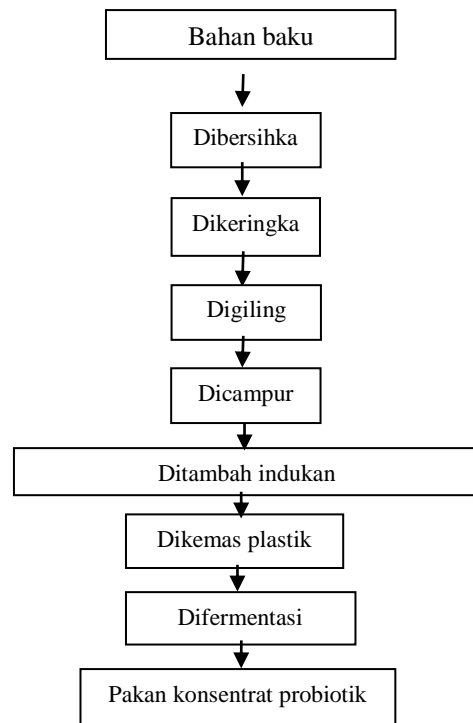 Bahan baku
Dibersihka
Dikeringka
Digiling
Dicampur
Ditambah indukan
Dikemas plastik
Difermentasi
Pakan konsentrat probiotik